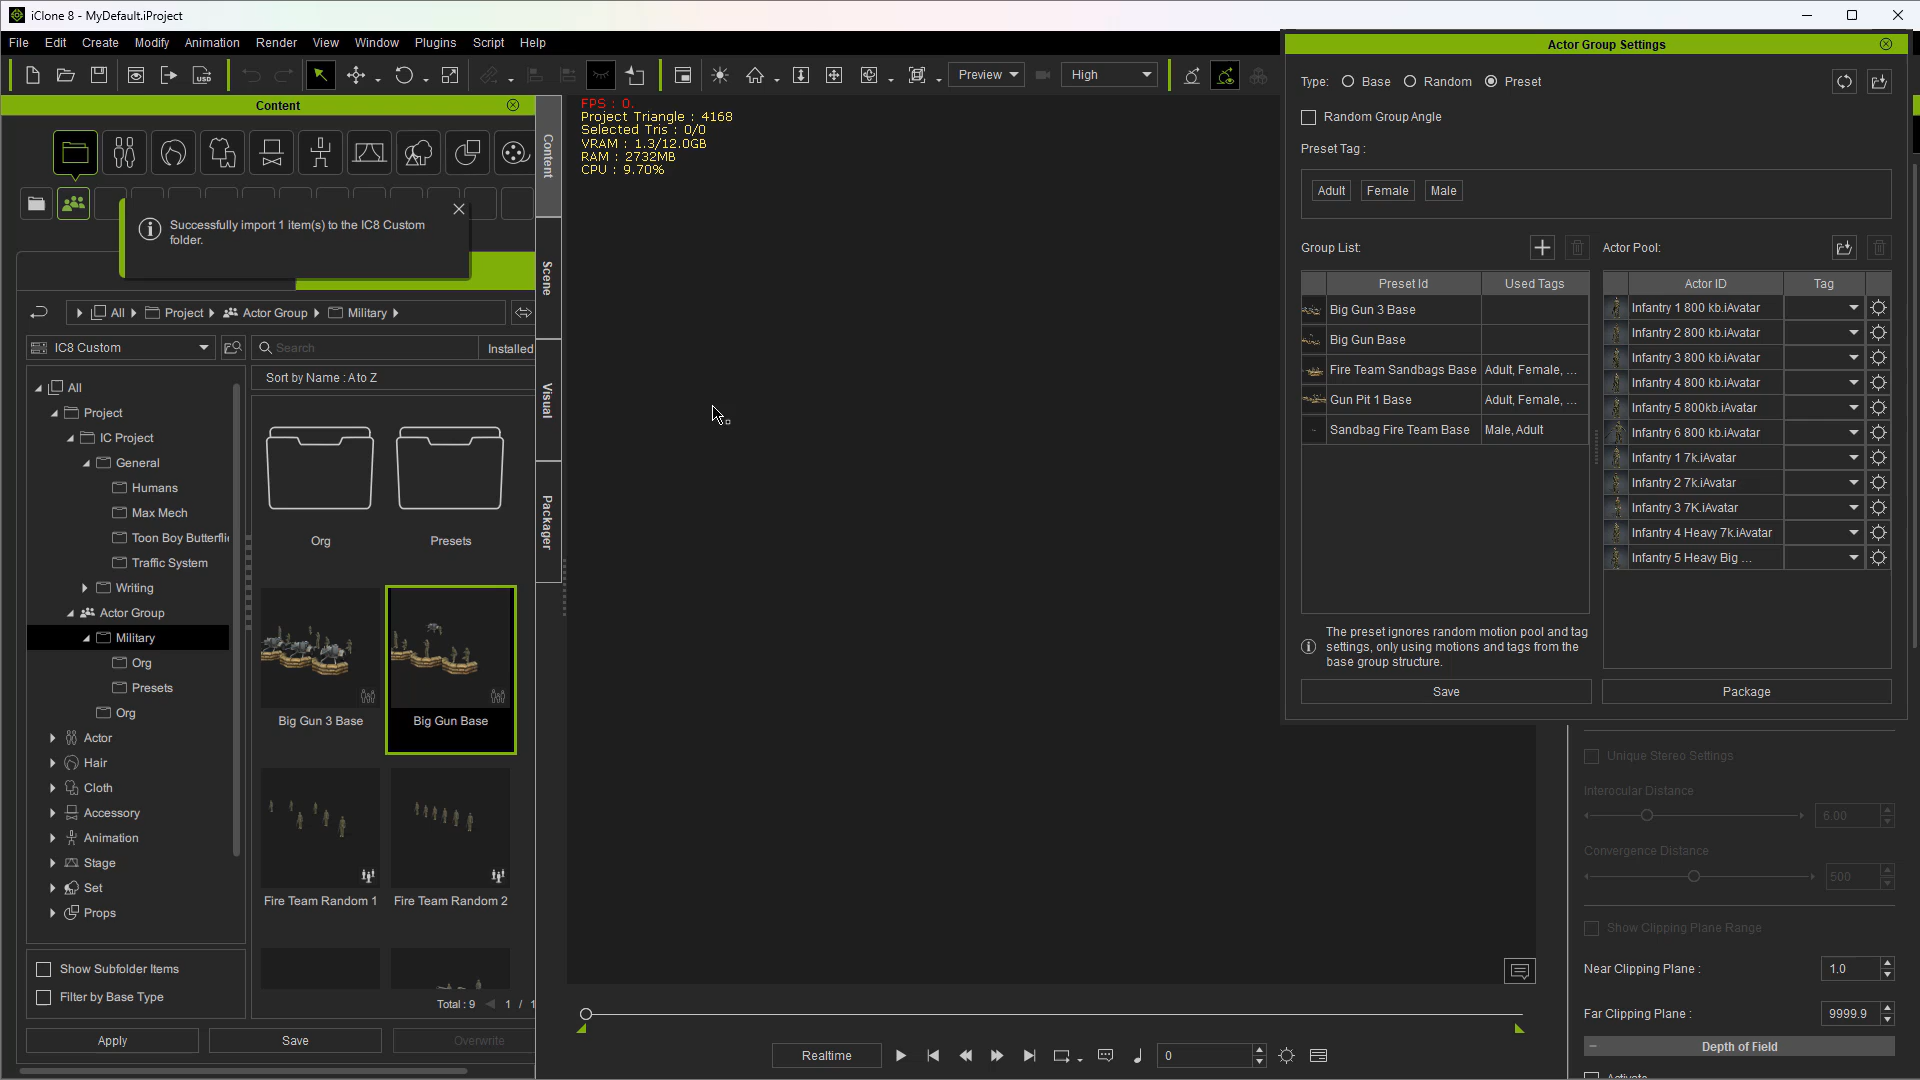 iClone 8 - MyDefault.iProject
File Edit Create Modify Animation Render View Window Plugins Script Help
Preview
High
Content
Successfully import 1 item(s) to the IC8 Custom
folder.
All Project Actor Group Military
IC8 Custom
Search
Installed
Sort by Name : A to Z
All
Project
IC Project
General
Humans
Max Mech
Toon Boy Butterfli
Traffic System
Writing
Actor Group
Military
Org
Presets
Org
Actor
Hair
Cloth
Accessory
Animation
Stage
Set
Props
Show Subfolder Items
Filter by Base Type
Org
Presets
Big Gun 3 Base
Big Gun Base
Fire Team Random 1
Fire Team Random 2
Total : 9 1 / 1
Apply
Save
Overwrite
Content
Scene
Visual
Packager
FPS : 0.
Project Triangle : 4168
Selected Tris : 0/0
VRAM : 1.3/12.0GB
RAM : 2732MB
CPU : 9.70%
Realtime
0
Actor Group Settings
Type: Base Random Preset
Random Group Angle
Preset Tag :
Adult Female Male
Group List:
Preset Id Used Tags
Big Gun 3 Base
Big Gun Base
Fire Team Sandbags Base Adult, Female, ...
Gun Pit 1 Base Adult, Female, ...
Sandbag Fire Team Base Male, Adult
The preset ignores random motion pool and tag
settings, only using motions and tags from the
base group structure.
Save
Actor Pool:
Actor ID Tag
Infantry 1 800 kb.iAvatar
Infantry 2 800 kb.iAvatar
Infantry 3 800 kb.iAvatar
Infantry 4 800 kb.iAvatar
Infantry 5 800kb.iAvatar
Infantry 6 800 kb.iAvatar
Infantry 1 7k.iAvatar
Infantry 2 7k.iAvatar
Infantry 3 7K.iAvatar
Infantry 4 Heavy 7k.iAvatar
Infantry 5 Heavy Big ...
Package
Unique Stereo Settings
Interocular Distance
6.00
Convergence Distance
500
Show Clipping Plane Range
Near Clipping Plane : 1.0
Far Clipping Plane : 9999.9
Depth of Field
Activate